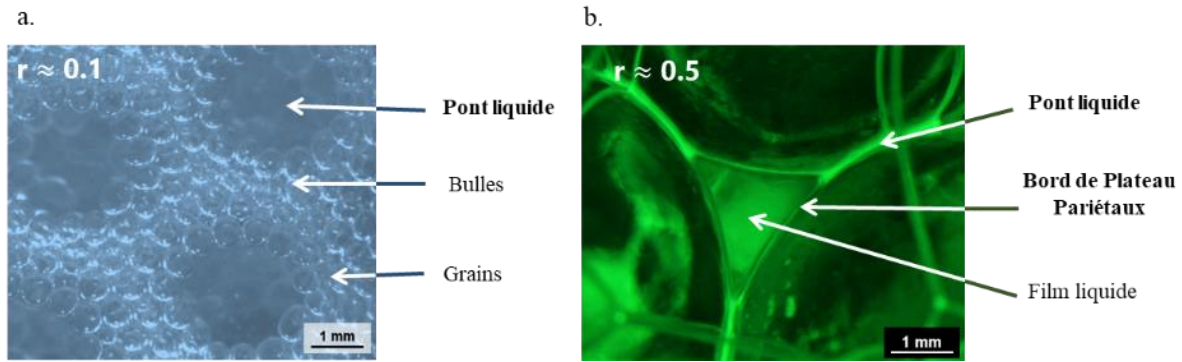 a.
r ≈ 0.1
Pont liquide
Bulles
Grains
1 mm
b.
r ≈ 0.5
Pont liquide
Bord de Plateau
Pariétaux
Film liquide
1 mm